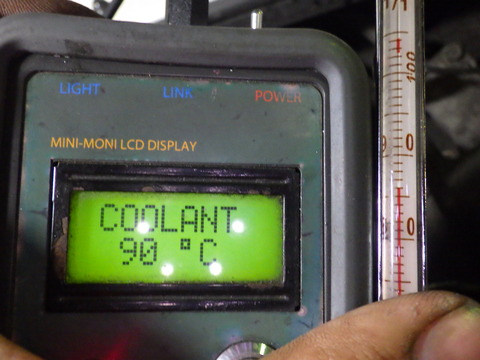 LIGHT LINK POWER
MINI-MONI LCD DISPLAY
COOLANT
90 °C
100